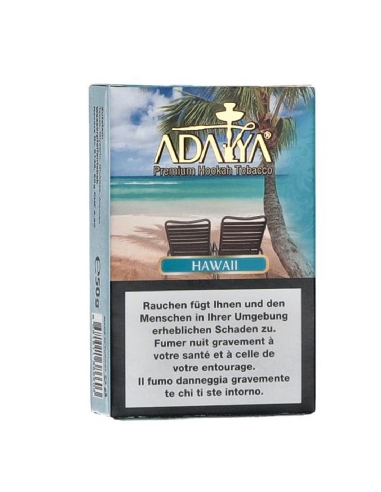 ADALYA®
Premium Hookah Tobacco
HAWAII
Rauchen fügt Ihnen und den
Menschen in Ihrer Umgebung
erheblichen Schaden zu.
Fumer nuit gravement à
votre santé et à celle de
votre entourage.
Il fumo danneggia gravemente
te chi ti ste intorno.
℮50g